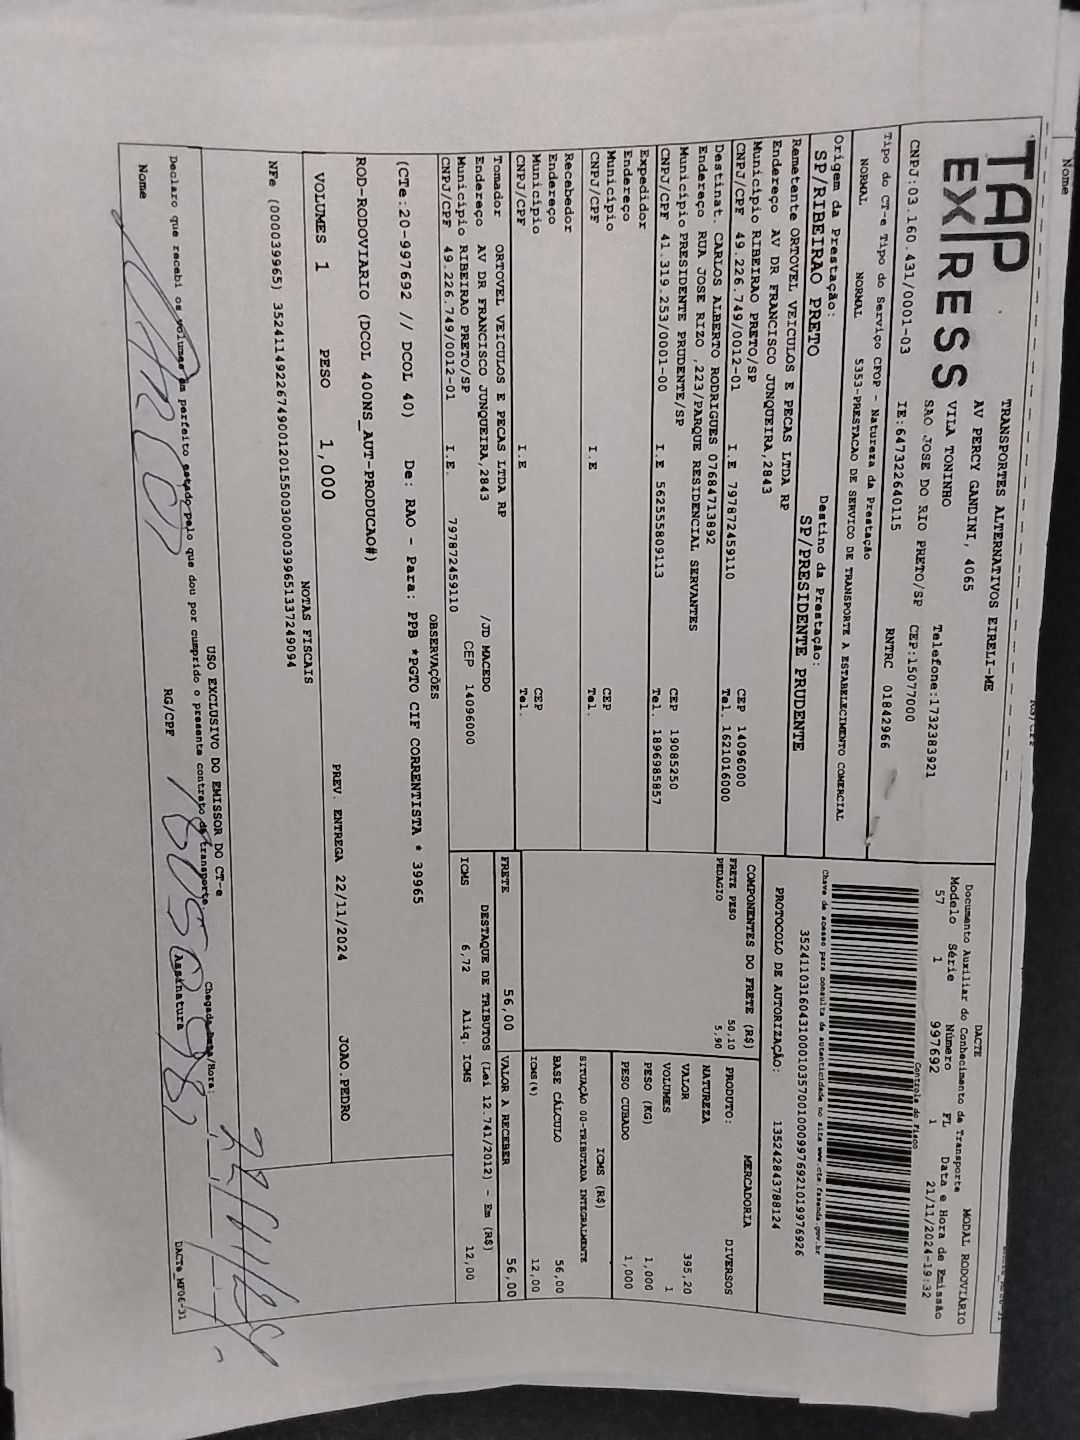 Nome
TAP
EXPRESS
TRANSPORTES ALTERNATIVOS EIRELI-ME
AV PERCY GANDINI, 4065
VILA TONINHO
SAO JOSE DO RIO PRETO/SP
Telefone:1732383921
CNPJ:03.160.431/0001-03
IE:647322640115
CEP:15077000
RNTRC 01842966
Tipo do CT-e Tipo do Serviço CFOP - Natureza da Prestação
NORMAL NORMAL 5353-PRESTACAO DE SERVICO DE TRANSPORTE A ESTABELECIMENTO COMERCIAL
Origem da Prestação: Destino da Prestação:
SP/RIBEIRAO PRETO SP/PRESIDENTE PRUDENTE
Remetente ORTOVEL VEICULOS E PECAS LTDA RP
Endereço AV DR FRANCISCO JUNQUEIRA,2843
Município RIBEIRAO PRETO/SP CEP 14096000
CNPJ/CPF 49.226.749/0012-01 I.E 797872459110 Tel. 1621016000
Destinat. CARLOS ALBERTO RODRIGUES 07684713892
Endereço RUA JOSE RIZO ,223/PARQUE RESIDENCIAL SERVANTES
Município PRESIDENTE PRUDENTE/SP CEP 19085250
CNPJ/CPF 41.319.253/0001-00 I.E 562555809113 Tel. 1896985857
Expedidor
Endereço
Município CEP
CNPJ/CPF I.E Tel.
Recebedor
Endereço
Município CEP
CNPJ/CPF I.E Tel.
Tomador ORTOVEL VEICULOS E PECAS LTDA RP
Endereço AV DR FRANCISCO JUNQUEIRA,2843 /JD MACEDO
Município RIBEIRAO PRETO/SP CEP 14096000
CNPJ/CPF 49.226.749/0012-01 I.E. 797872459110
DACTE MODAL RODOVIÁRIO
Documento Auxiliar do Conhecimento de Transporte
Modelo Série Número FL Data e Hora de Emissão
57 1 997692 1 21/11/2024-19:32
Controle do Fisco
Chave de acesso para consulta de autenticidade no site www.cte.fazenda.gov.br
35241103160431000103570010009976921019976926
PROTOCOLO DE AUTORIZAÇÃO: 135242843788124
COMPONENTES DO FRETE (R$)
FRETE PESO 50,10
PEDAGIO 5,90
MERCADORIA
PRODUTO: DIVERSOS
NATUREZA
VALOR 395,20
VOLUMES 1
PESO (KG) 1,000
PESO CUBADO 1,000
ICMS (R$)
SITUAÇÃO 00-TRIBUTADA INTEGRALMENTE
BASE CÁLCULO 56,00
ICMS(%) 12,00
FRETE 56,00 VALOR A RECEBER 56,00
DESTAQUE DE TRIBUTOS (Lei 12.741/2012) - Em (R$)
ICMS 6,72 Aliq. ICMS 12,00
OBSERVAÇÕES
(CTe:20-997692 // DCOL 40) De: RAO - Para: PPB *PGTO CIF CORRENTISTA * 39965
ROD-RODOVIARIO (DCOL 400NS_AUT-PRODUCAO#)
VOLUMES 1 PESO 1,000 PREV. ENTREGA 22/11/2024 JOAO.PEDRO
NOTAS FISCAIS
NFe (000039965) 35241149226749001201550030000399651337249094
USO EXCLUSIVO DO EMISSOR DO CT-e
Declaro que recebi os volumes em perfeito estado pelo que dou por cumprido o presente contrato de transporte.
Chegada Data/Hora
22/11/24
Nome RG/CPF Assinatura
DACTe_MF06-31